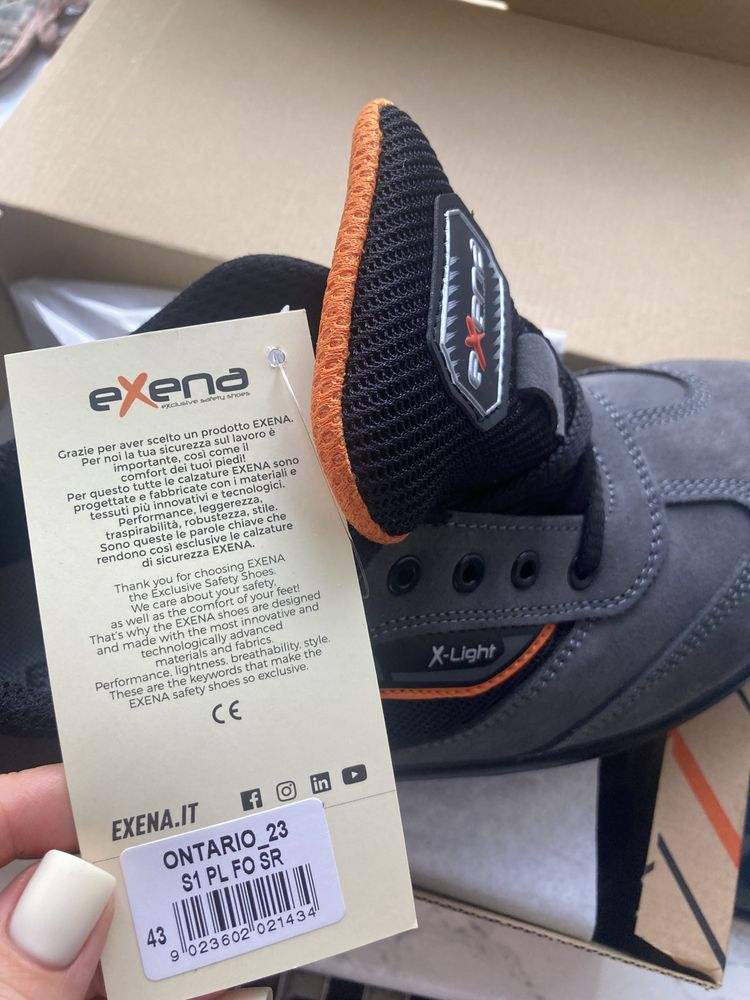 exena
eXena
exclusive safety shoes
Grazie per aver scelto un prodotto EXENA.
Per noi la tua sicurezza sul lavoro è
importante, così come il
comfort dei tuoi piedi!
Per questo tutte le calzature EXENA sono
progettate e fabbricate con i materiali e
tessuti più innovativi e tecnologici.
Performance, leggerezza,
traspirabilità, robustezza, stile.
Sono queste le parole chiave che
rendono così esclusive le calzature
di sicurezza EXENA.
Thank you for choosing EXENA
the Exclusive Safety Shoes.
We care about your safety,
as well as the comfort of your feet!
That's why the EXENA shoes are designed
and made with the most innovative and
technologically advanced
materials and fabrics.
Performance, lightness, breathability, style.
These are the keywords that make the
EXENA safety shoes so exclusive.
CE
X-Light
EXENA.IT
ONTARIO_23
S1 PL FO SR
43
9 023602 021434